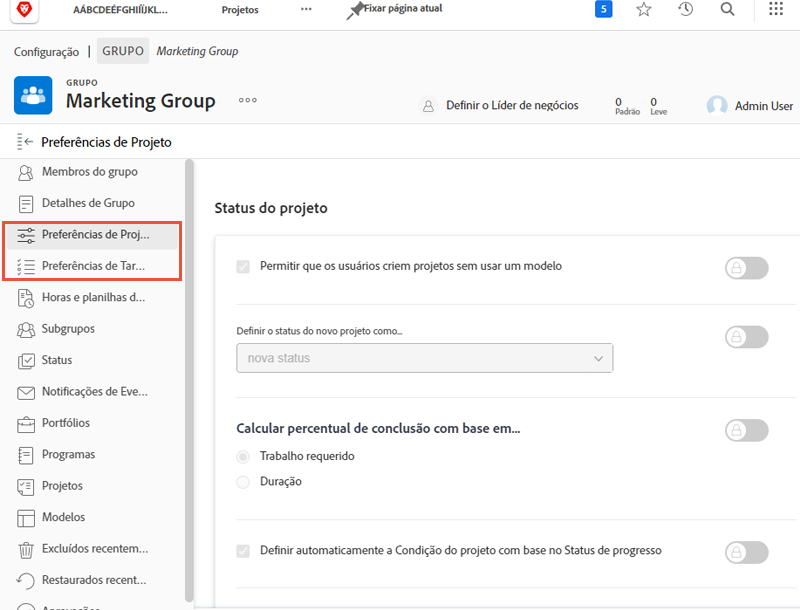 AÁBCDEÉFGHIÍÏJKL... Projetos ... Fixar página atual S
Configuração | GRUPO Marketing Group
GRUPO
Marketing Group
Definir o Líder de negócios
0 Padrão 0 Leve
Admin User
Preferências de Projeto
Membros do grupo
Detalhes de Grupo
Preferências de Proj...
Preferências de Tar...
Horas e planilhas d...
Subgrupos
Status
Notificações de Eve...
Portfólios
Programas
Projetos
Modelos
Excluídos recentem...
Restaurados recent...
Aprovações
Status do projeto
Permitir que os usuários criem projetos sem usar um modelo
Definir o status do novo projeto como...
nova status
Calcular percentual de conclusão com base em...
Trabalho requerido
Duração
Definir automaticamente a Condição do projeto com base no Status de progresso